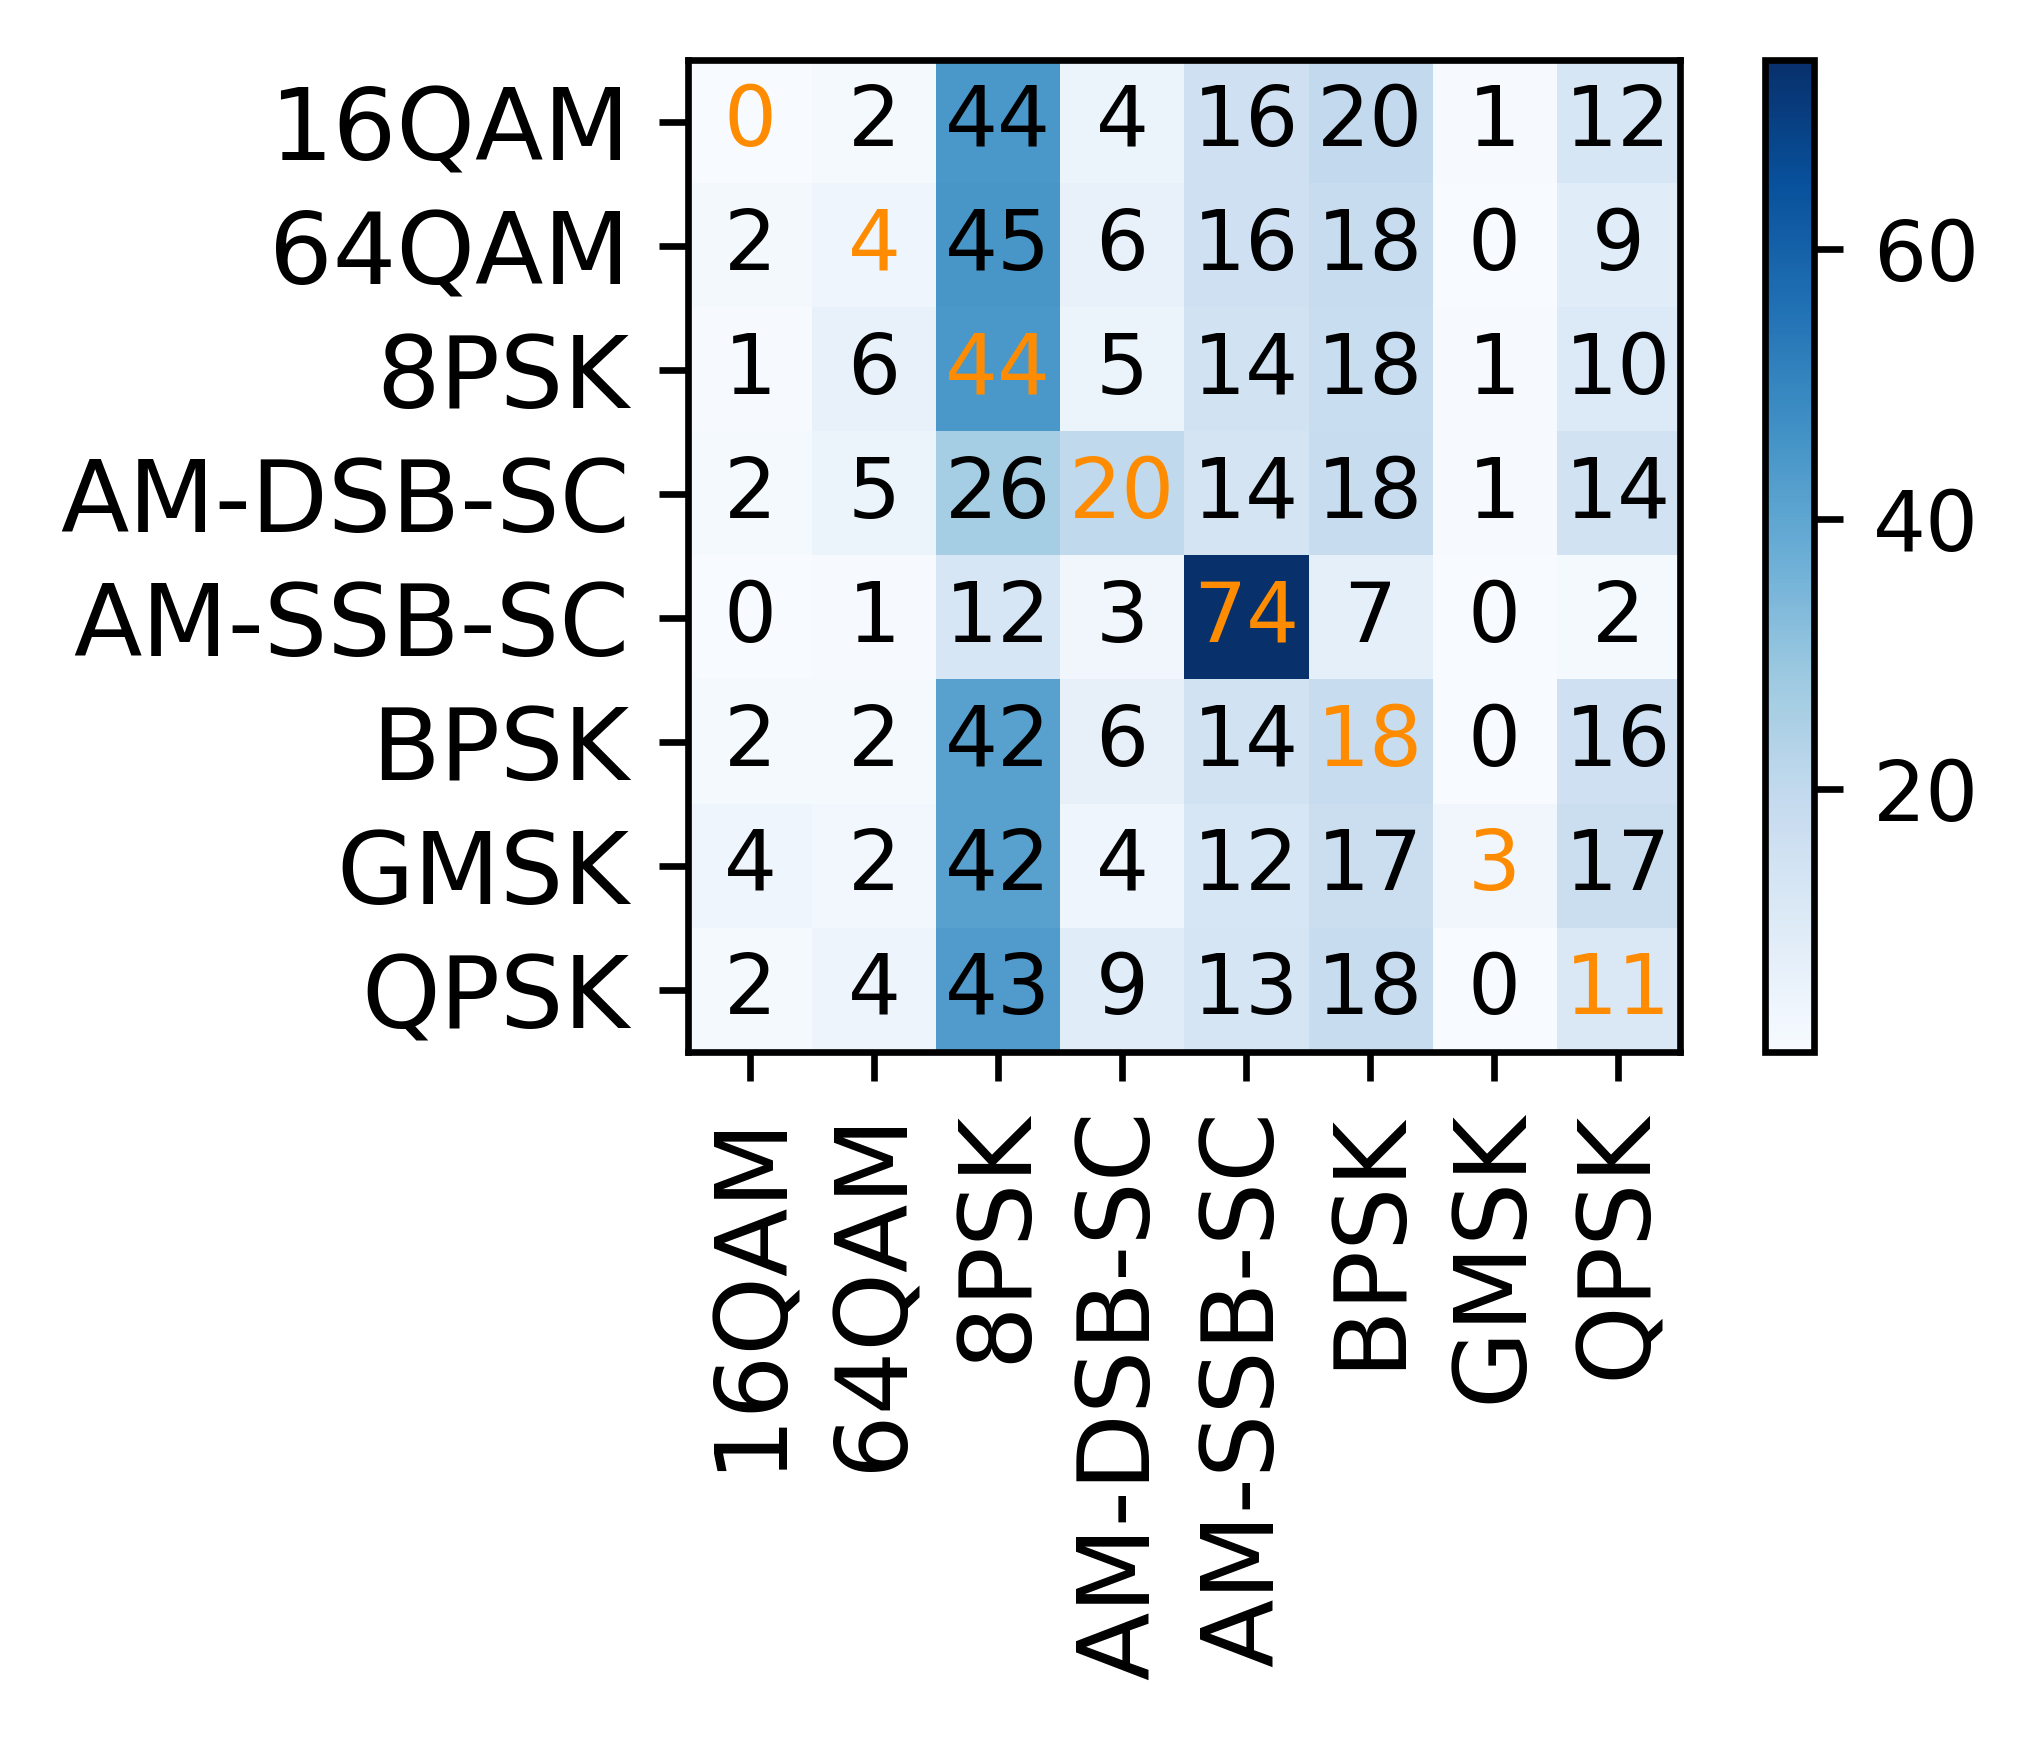 16QAM 0 2 44 4 16 20 1 12
64QAM 2 4 45 6 16 18 0 9
8PSK 1 6 44 5 14 18 1 10
AM-DSB-SC 2 5 26 20 14 18 1 14
AM-SSB-SC 0 1 12 3 74 7 0 2
BPSK 2 2 42 6 14 18 0 16
GMSK 4 2 42 4 12 17 3 17
QPSK 2 4 43 9 13 18 0 11
16QAM
64QAM
8PSK
AM-DSB-SC
AM-SSB-SC
BPSK
GMSK
QPSK
60
40
20